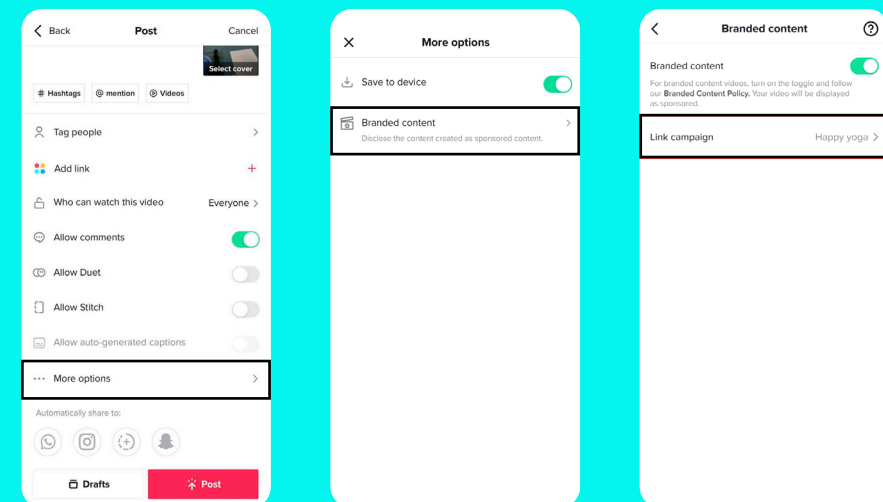 Back
Post
Cancel
Select cover
# Hashtags
@ mention
Videos
Tag people
Add link
Who can watch this video
Everyone
Allow comments
Allow Duet
Allow Stitch
Allow auto-generated captions
More options
Automatically share to:
Drafts
Post
More options
Save to device
Branded content
Disclose the content created as sponsored content.
Branded content
Branded content
For branded content videos, turn on the toggle and follow
our Branded Content Policy. Your video will be displayed
as sponsored.
Link campaign
Happy yoga